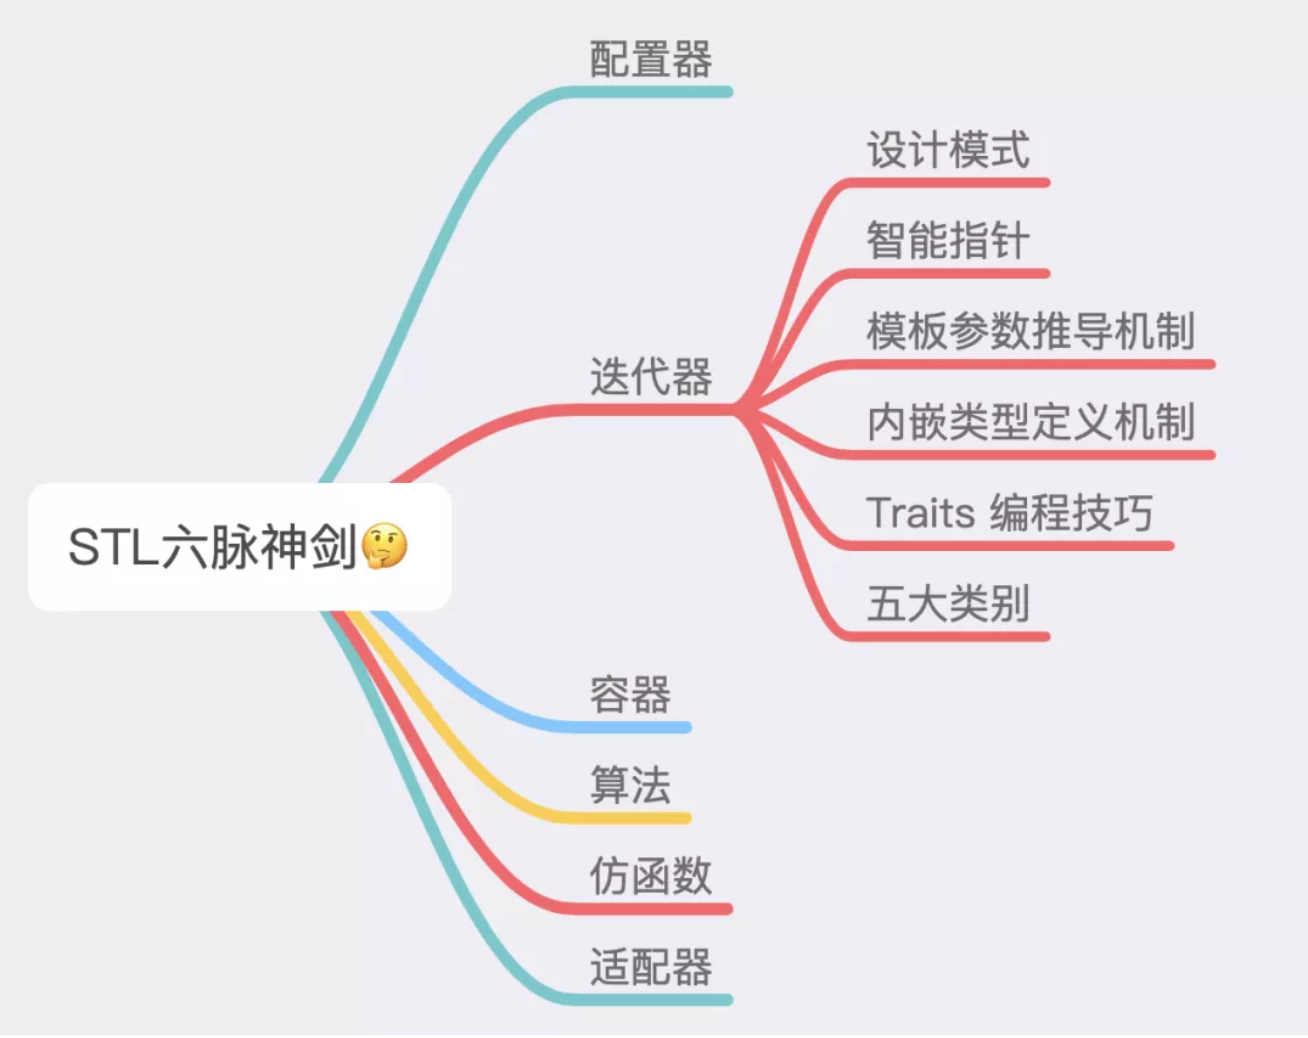 配置器
设计模式
智能指针
模板参数推导机制
迭代器
内嵌类型定义机制
Traits 编程技巧
STL六脉神剑🤔
五大类别
容器
算法
仿函数
适配器